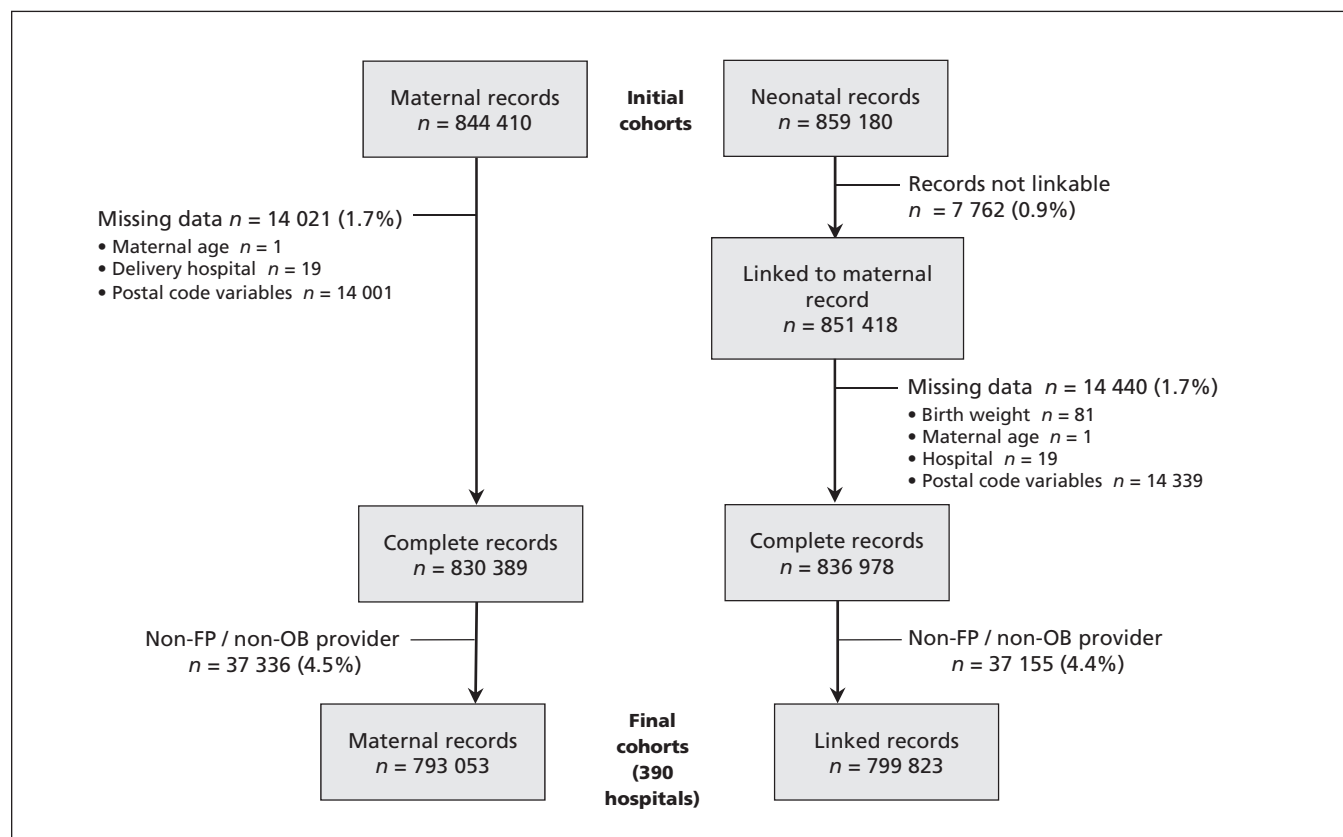 Maternal records
n = 844 410
Initial
cohorts
Neonatal records
n = 859 180
Records not linkable
n = 7 762 (0.9%)
Missing data n = 14 021 (1.7%)
• Maternal age n = 1
• Delivery hospital n = 19
• Postal code variables n = 14 001
Linked to maternal
record
n = 851 418
Missing data n = 14 440 (1.7%)
• Birth weight n = 81
• Maternal age n = 1
• Hospital n = 19
• Postal code variables n = 14 339
Complete records
n = 830 389
Complete records
n = 836 978
Non-FP / non-OB provider
n = 37 336 (4.5%)
Non-FP / non-OB provider
n = 37 155 (4.4%)
Maternal records
n = 793 053
Final
cohorts
(390
hospitals)
Linked records
n = 799 823